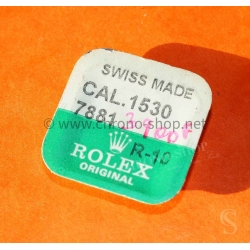 © www.chrono-shop.net
SWISS MADE
CAL.1530
7881
R-10
ROLEX
ORIGINAL